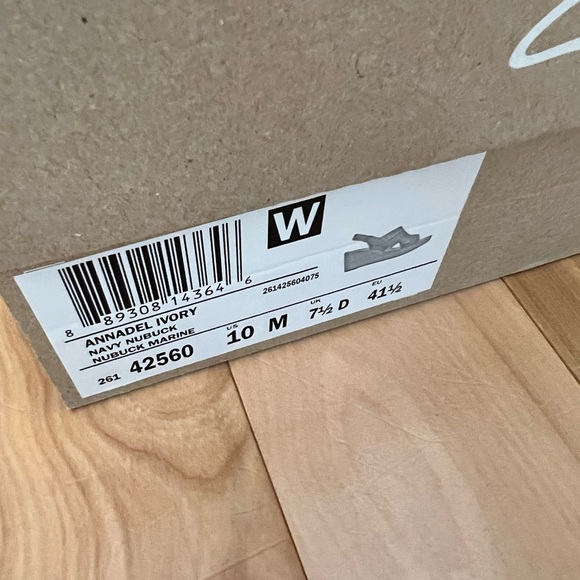 W
8 89308 14364 6
261425604075
ANNADEL IVORY
NAVY NUBUCK
NUBUCK MARINE
261 42560
US 10 M
UK 7½ D
EU 41½